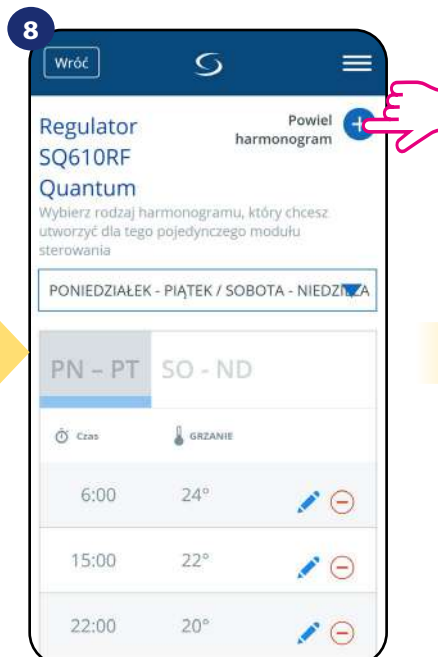 8
Wróć
Regulator
SQ610RF
Quantum
Powiel
harmonogram
Wybierz rodzaj harmonogramu, który chcesz
utworzyć dla tego pojedynczego modułu
sterowania
PONIEDZIAŁEK - PIĄTEK / SOBOTA - NIEDZIELA
PN – PT SO - ND
Czas GRZANIE
6:00 24°
15:00 22°
22:00 20°